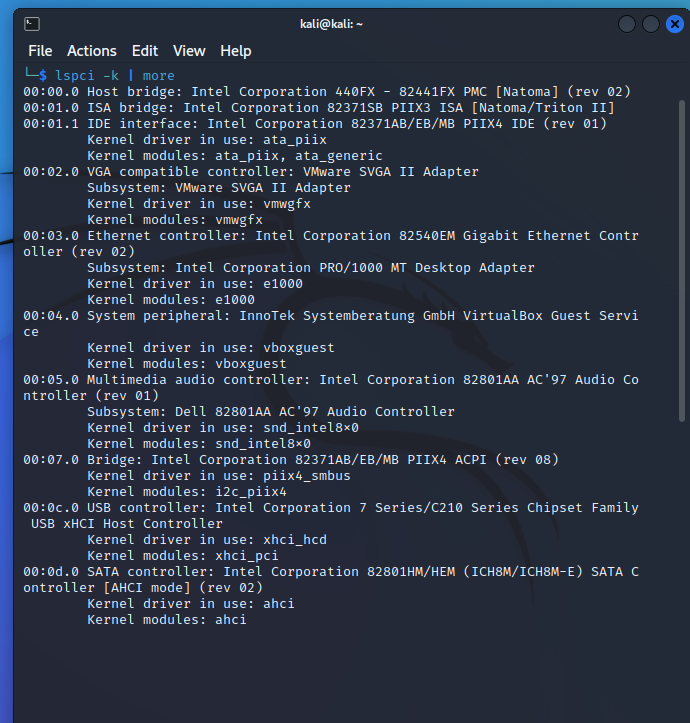 kali@kali: ~
File Actions Edit View Help
└─$ lspci -k | more
00:00.0 Host bridge: Intel Corporation 440FX - 82441FX PMC [Natoma] (rev 02)
00:01.0 ISA bridge: Intel Corporation 82371SB PIIX3 ISA [Natoma/Triton II]
00:01.1 IDE interface: Intel Corporation 82371AB/EB/MB PIIX4 IDE (rev 01)
        Kernel driver in use: ata_piix
        Kernel modules: ata_piix, ata_generic
00:02.0 VGA compatible controller: VMware SVGA II Adapter
        Subsystem: VMware SVGA II Adapter
        Kernel driver in use: vmwgfx
        Kernel modules: vmwgfx
00:03.0 Ethernet controller: Intel Corporation 82540EM Gigabit Ethernet Contr
oller (rev 02)
        Subsystem: Intel Corporation PRO/1000 MT Desktop Adapter
        Kernel driver in use: e1000
        Kernel modules: e1000
00:04.0 System peripheral: InnoTek Systemberatung GmbH VirtualBox Guest Servi
ce
        Kernel driver in use: vboxguest
        Kernel modules: vboxguest
00:05.0 Multimedia audio controller: Intel Corporation 82801AA AC'97 Audio Co
ntroller (rev 01)
        Subsystem: Dell 82801AA AC'97 Audio Controller
        Kernel driver in use: snd_intel8×0
        Kernel modules: snd_intel8×0
00:07.0 Bridge: Intel Corporation 82371AB/EB/MB PIIX4 ACPI (rev 08)
        Kernel driver in use: piix4_smbus
        Kernel modules: i2c_piix4
00:0c.0 USB controller: Intel Corporation 7 Series/C210 Series Chipset Family
 USB xHCI Host Controller
        Kernel driver in use: xhci_hcd
        Kernel modules: xhci_pci
00:0d.0 SATA controller: Intel Corporation 82801HM/HEM (ICH8M/ICH8M-E) SATA C
ontroller [AHCI mode] (rev 02)
        Kernel driver in use: ahci
        Kernel modules: ahci